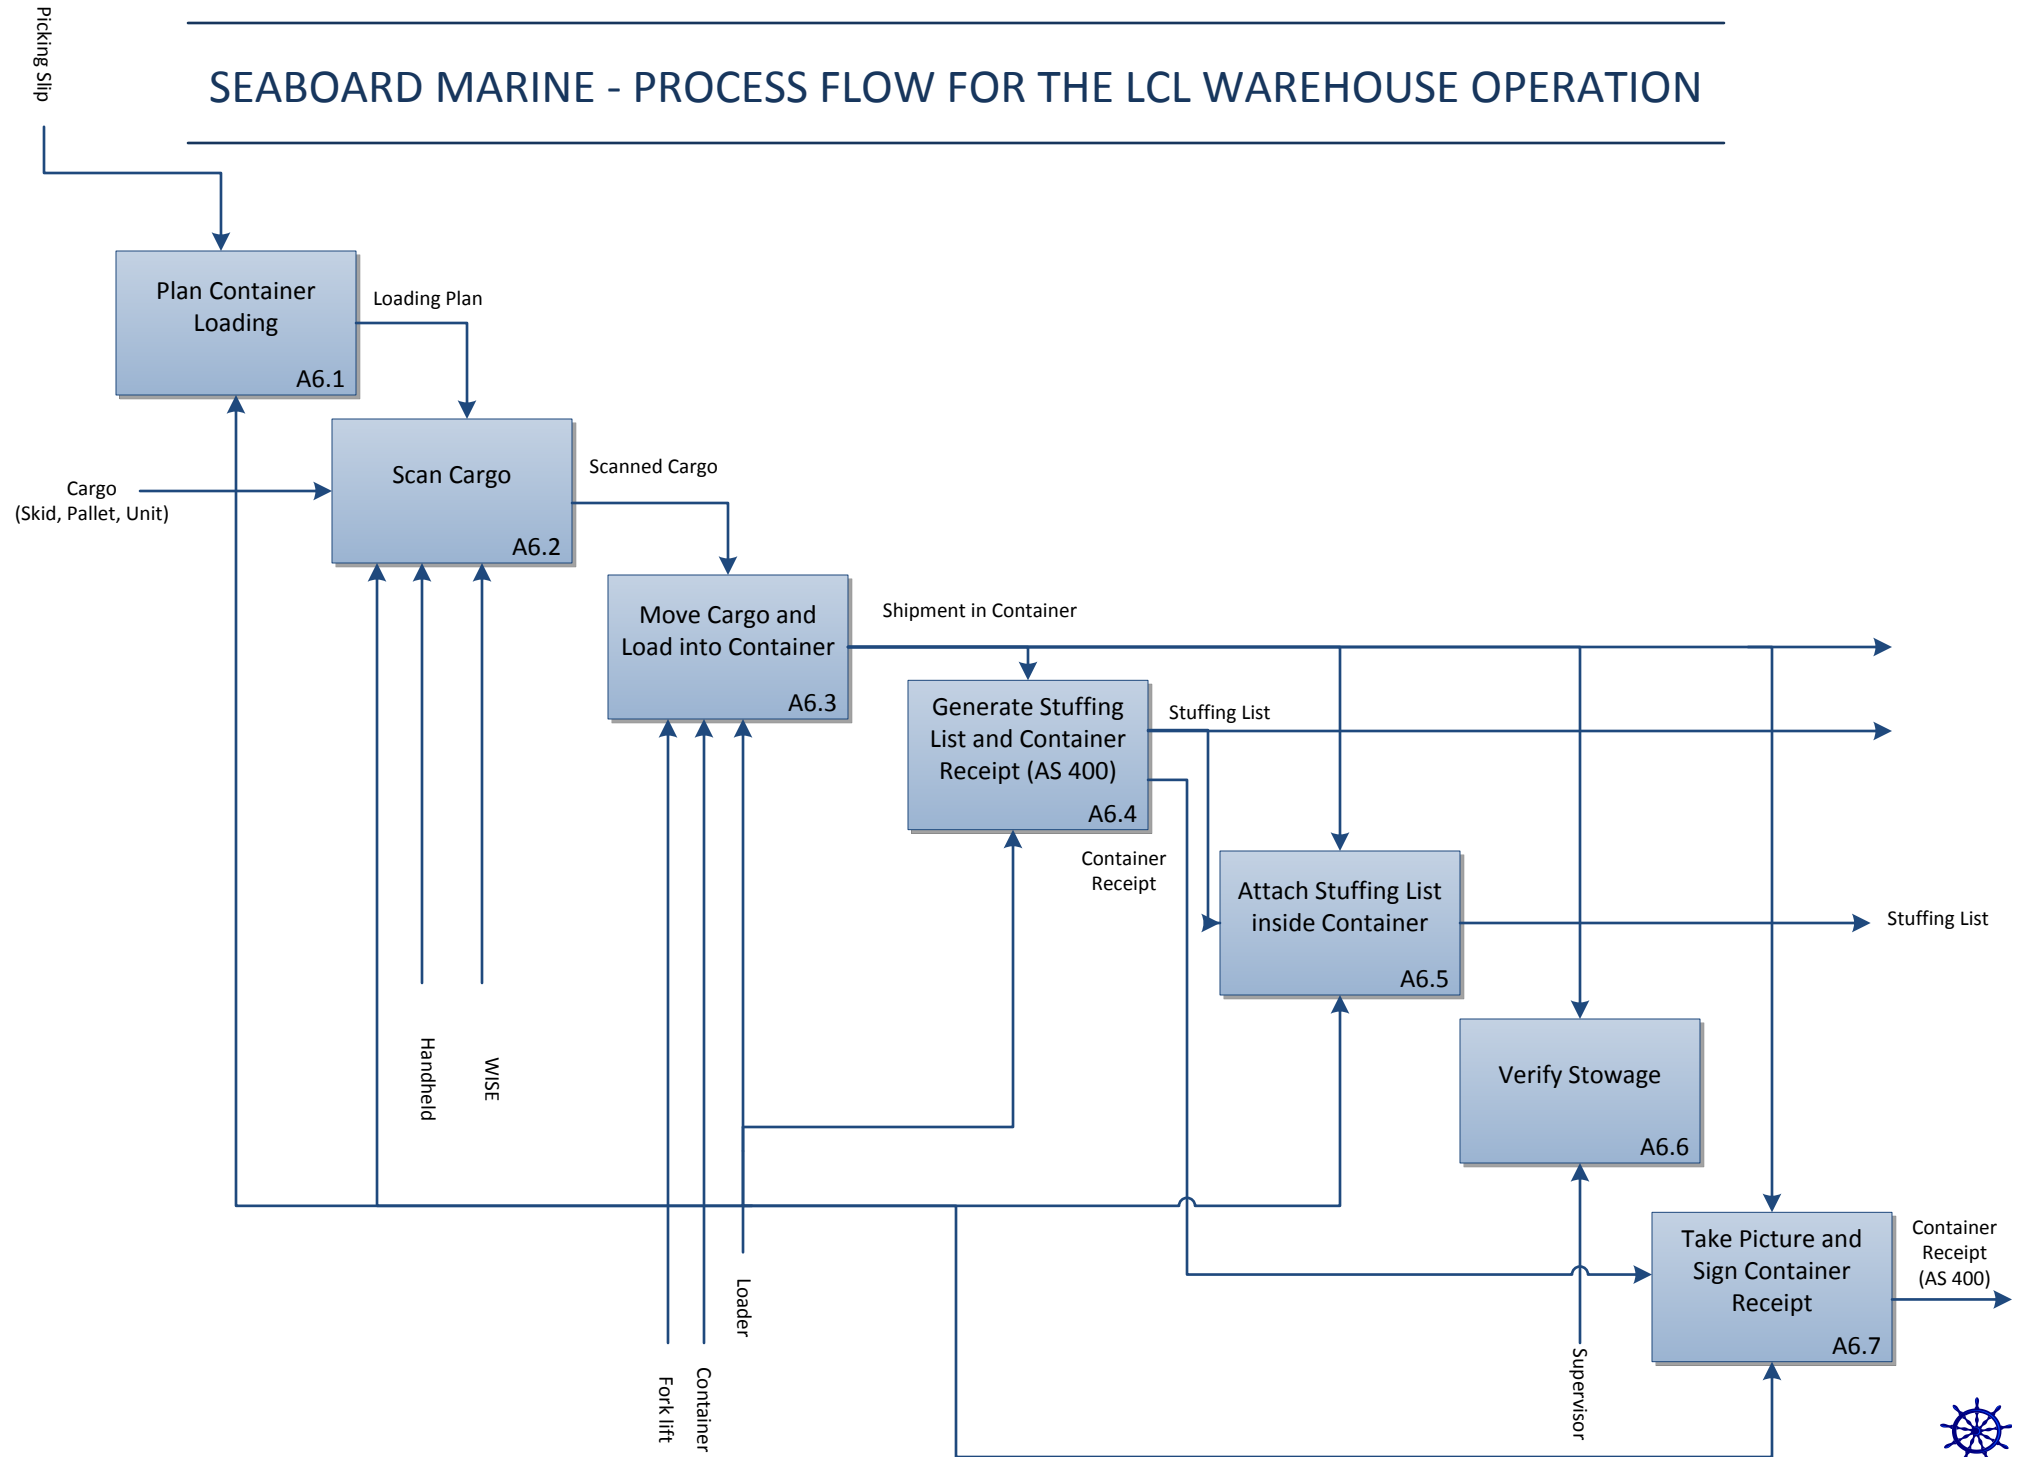 Picking Slip
SEABOARD MARINE - PROCESS FLOW FOR THE LCL WAREHOUSE OPERATION
Plan Container
Loading
A6.1
Loading Plan
Scan Cargo
A6.2
Cargo
(Skid, Pallet, Unit)
Scanned Cargo
Move Cargo and
Load into Container
A6.3
Shipment in Container
Generate Stuffing
List and Container
Receipt (AS 400)
A6.4
Stuffing List
Container
Receipt
Attach Stuffing List
inside Container
A6.5
Stuffing List
Handheld
WISE
Verify Stowage
A6.6
Take Picture and
Sign Container
Receipt
A6.7
Container
Receipt
(AS 400)
Loader
Fork lift
Container
Supervisor